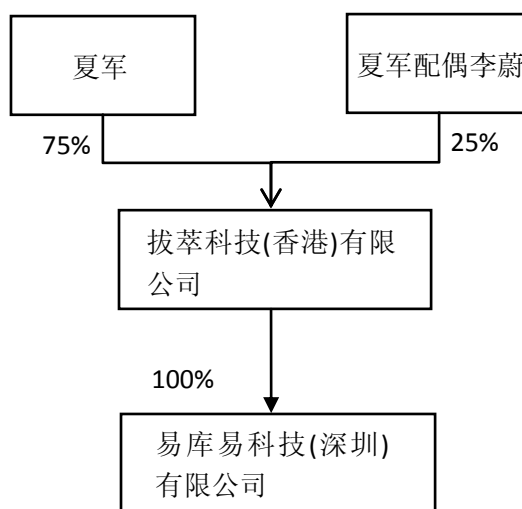 夏军
夏军配偶李蔚
75%
25%
拔萃科技(香港)有限
公司
100%
易库易科技(深圳)
有限公司